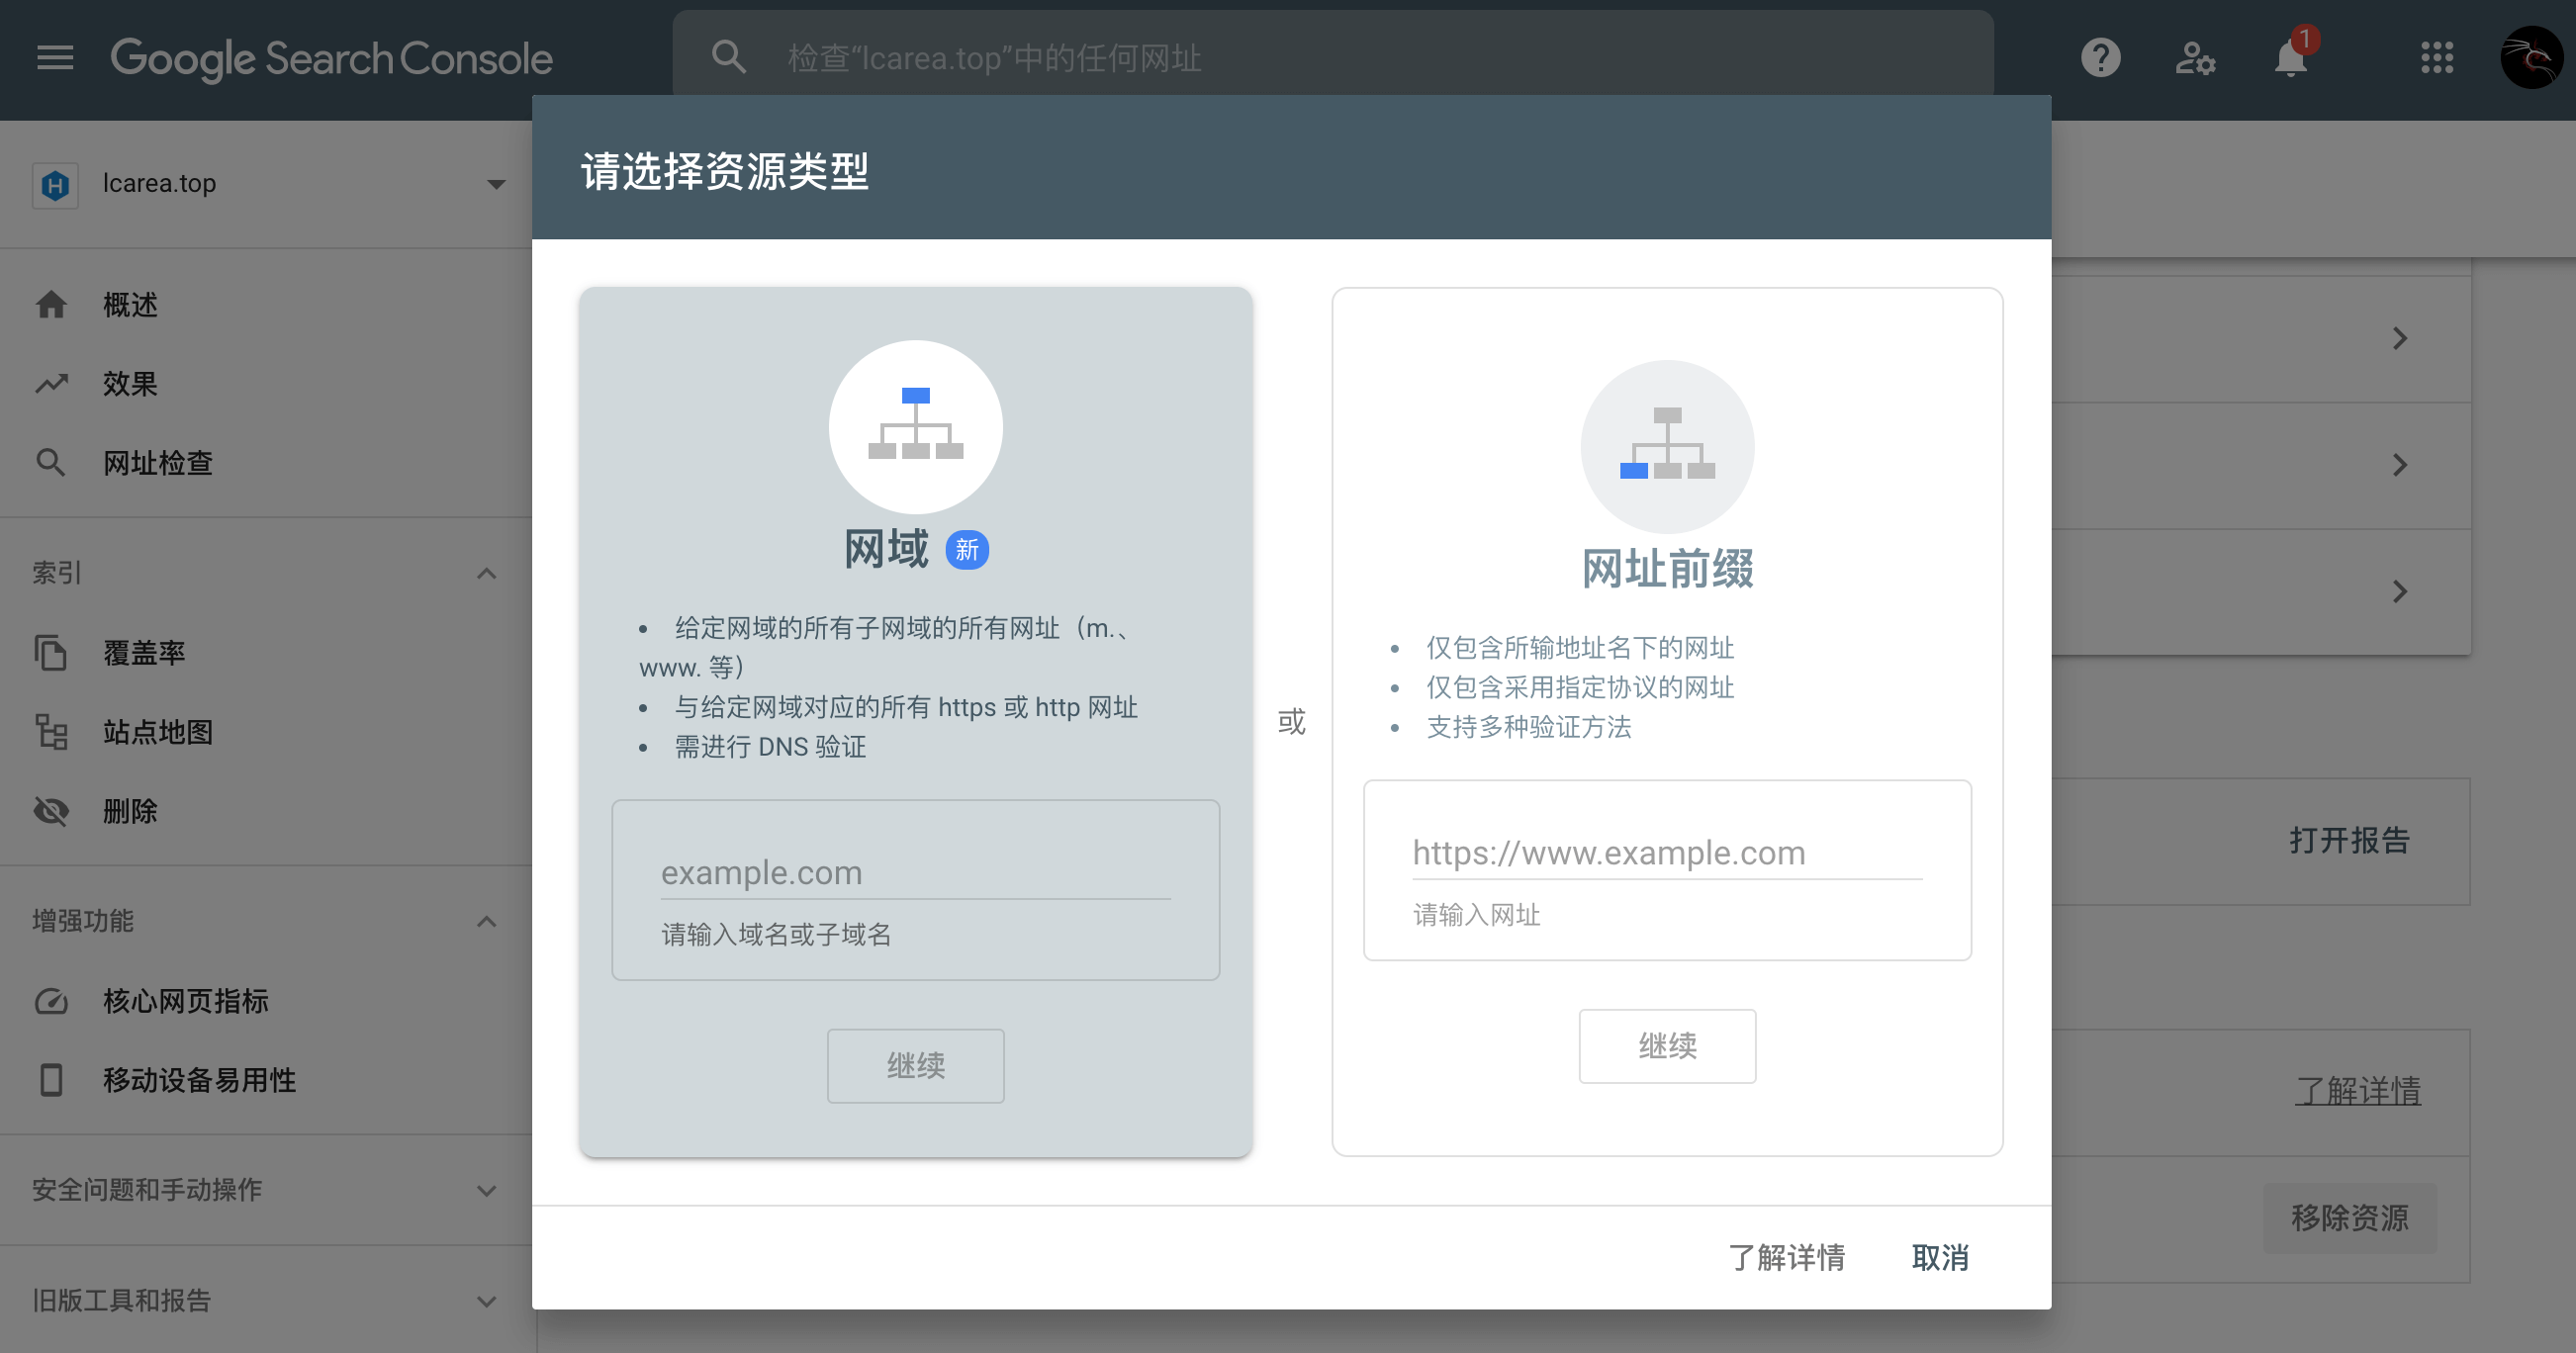 Google Search Console
检查“lcarea.top”中的任何网址
1
lcarea.top
概述
效果
网址检查
索引
覆盖率
站点地图
删除
增强功能
核心网页指标
移动设备易用性
安全问题和手动操作
旧版工具和报告
请选择资源类型
网域 新
• 给定网域的所有子网域的所有网址（m.、
www. 等）
• 与给定网域对应的所有 https 或 http 网址
• 需进行 DNS 验证
example.com
请输入域名或子域名
继续
或
网址前缀
• 仅包含所输地址名下的网址
• 仅包含采用指定协议的网址
• 支持多种验证方法
https://www.example.com
请输入网址
继续
了解详情
取消
打开报告
了解详情
移除资源